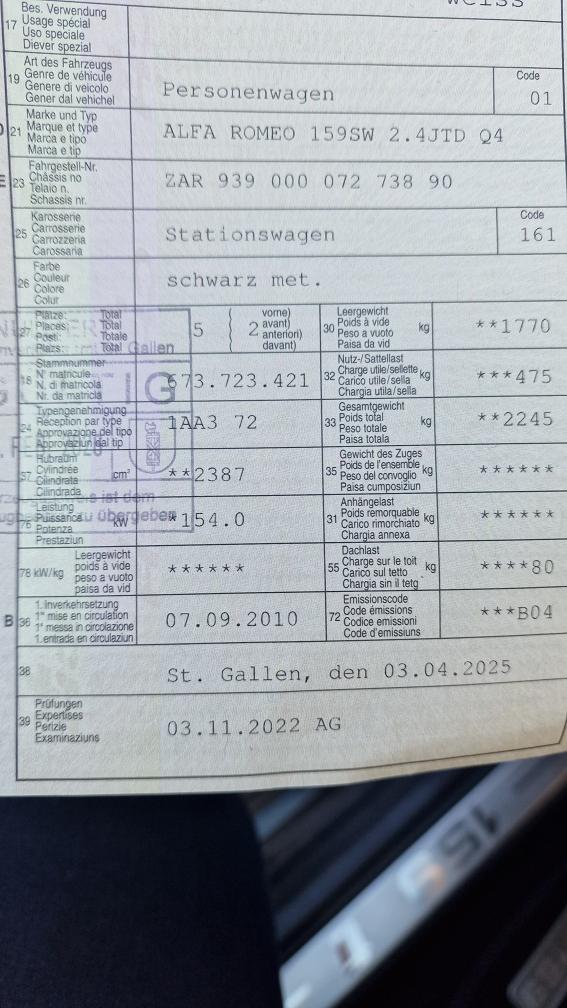 weiss
17 Bes. Verwendung
Usage spécial
Uso speciale
Diever spezial
19 Art des Fahrzeugs
Genre de véhicule
Genere di veicolo
Gener dal vehichel
Personenwagen
Code
01
21 Marke und Typ
Marque et type
Marca e tipo
Marca e tip
ALFA ROMEO 159SW 2.4JTD Q4
E 23 Fahrgestell-Nr.
Châssis no
Telaio n.
Schassis nr.
ZAR 939 000 072 738 90
25 Karosserie
Carrosserie
Carrozzeria
Carossaria
Stationswagen
Code
161
26 Farbe
Couleur
Colore
Colur
schwarz met.
27 Plätze: Total
Places: Total
Posti: Totale
Plazs: Total
5
2 vorne)
avant)
anteriori)
davant)
30 Leergewicht
Poids à vide kg
Peso a vuoto
Paisa da vid
**1770
Gallen
18 Stammnummer
N° matricule
N. di matricola
Nr. da matricla
673.723.421
32 Nutz-/Sattellast
Charge utile/sellette kg
Carico utile/sella
Chargia utila/sella
***475
IG
24 Typengenehmigung
Réception par type
Approvazione del tipo
Approvaziun dal tip
1AA3 72
33 Gesamtgewicht
Poids total kg
Peso totale
Paisa totala
**2245
37 Hubraum
Cylindrée
Cilindrata cm³
Cilindrada
**2387
35 Gewicht des Zuges
Poids de l'ensemble kg
Peso del convoglio
Paisa cumposiziun
******
ist dem
76 Leistung
Puissance kW
Potenza
Prestaziun
*154.0
31 Anhängelast
Poids remorquable kg
Carico rimorchiato
Chargia annexa
******
übergeben
78 kW/kg Leergewicht
poids à vide
peso a vuoto
paisa da vid
******
55 Dachlast
Charge sur le toit kg
Carico sul tetto
Chargia sin il tetg
****80
B 36 1. Inverkehrsetzung
1re mise en circulation
1a messa in circolazione
1. entrada en circulaziun
07.09.2010
72 Emissionscode
Code émissions
Codice emissioni
Code d'emissiuns
***B04
38
St. Gallen, den 03.04.2025
39 Prüfungen
Expertises
Perizie
Examinaziuns
03.11.2022 AG
159